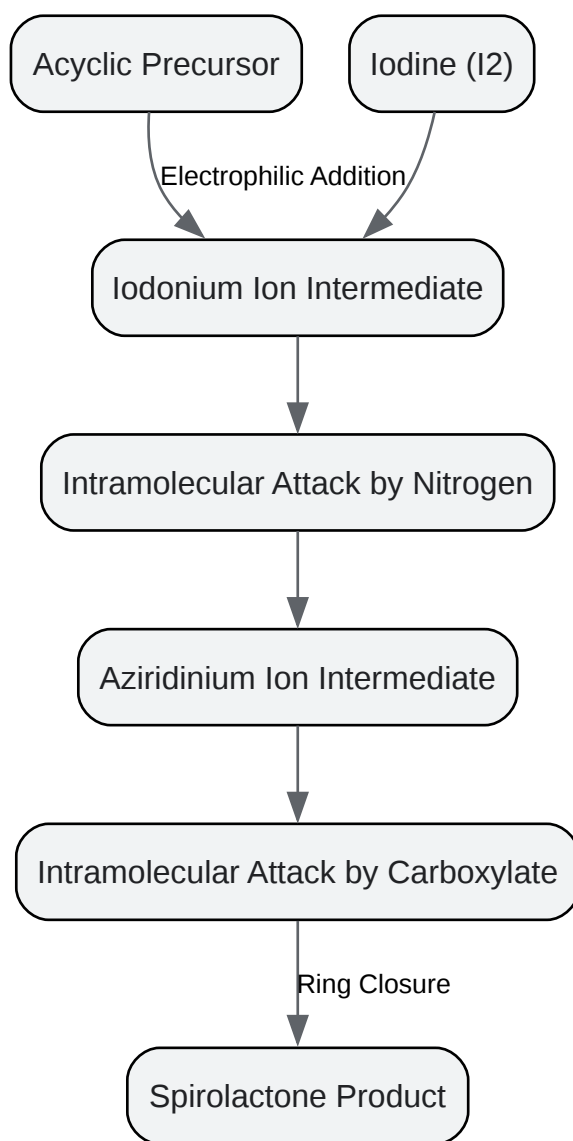 Acyclic Precursor
Iodine (I2)
Electrophilic Addition
Iodonium Ion Intermediate
Intramolecular Attack by Nitrogen
Aziridinium Ion Intermediate
Intramolecular Attack by Carboxylate
Ring Closure
Spirolactone Product